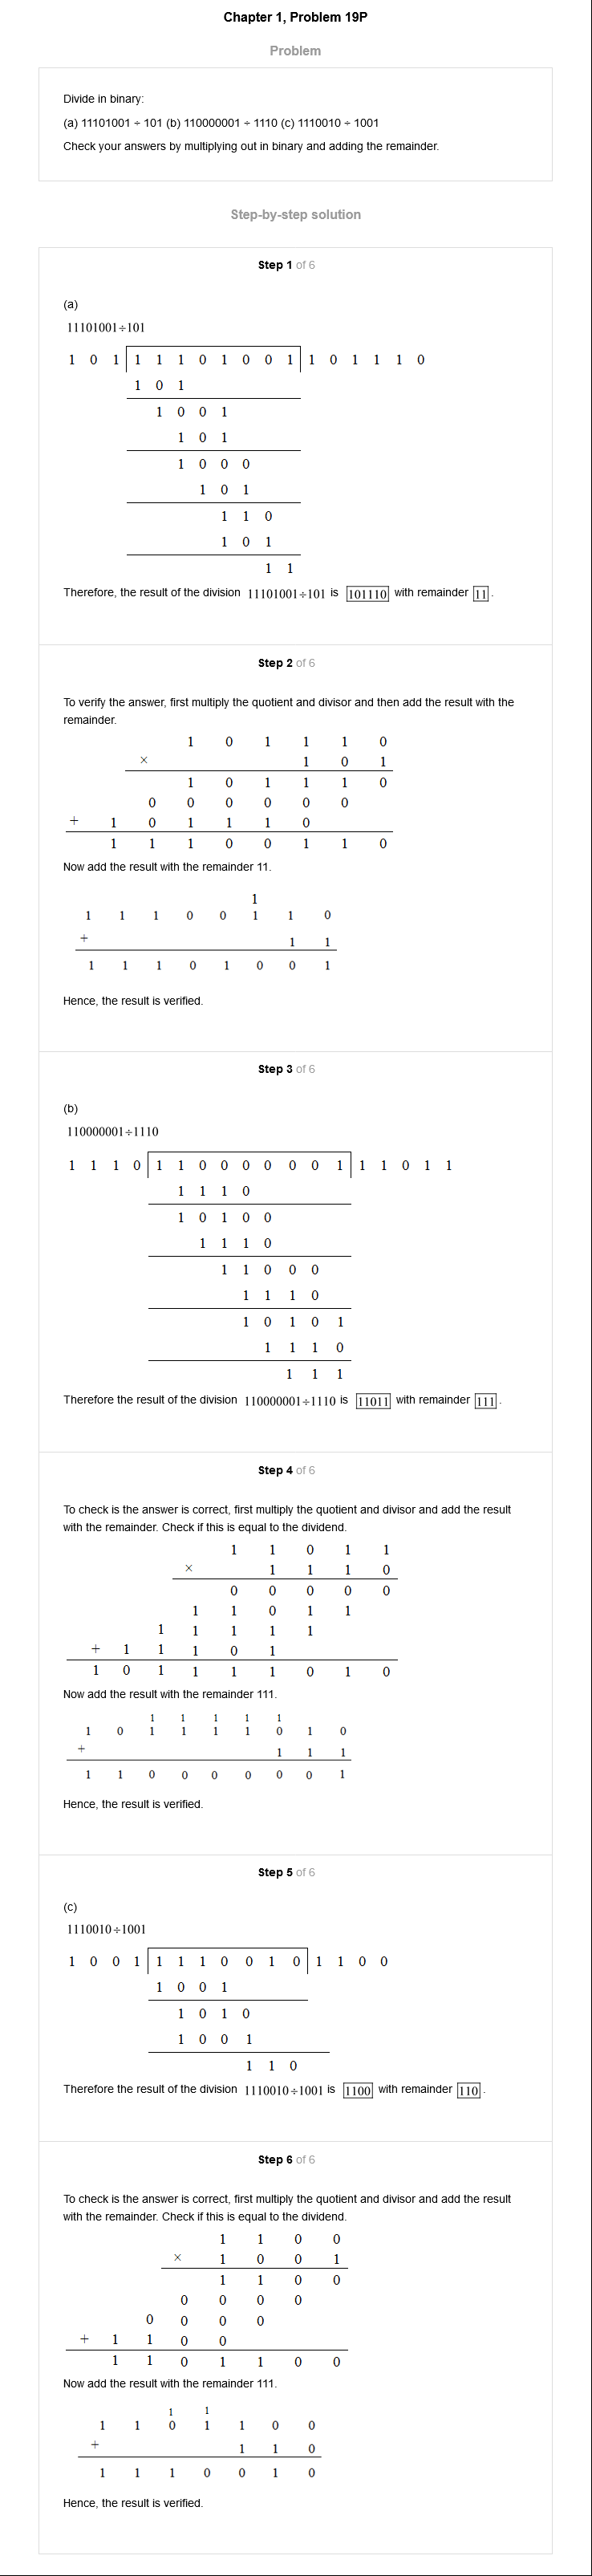 Chapter 1, Problem 19P
Problem
Divide in binary:
(a) 11101001 ÷ 101 (b) 110000001 ÷ 1110 (c) 1110010 ÷ 1001
Check your answers by multiplying out in binary and adding the remainder.
Step-by-step solution
Step 1 of 6
(a)
11101001÷101
1 0 1 1 1 1 0 1 0 0 1 1 0 1 1 1 0
1 0 1
1 0 0 1
1 0 1
1 0 0 0
1 0 1
1 1 0
1 0 1
1 1
Therefore, the result of the division 11101001÷101 is 101110 with remainder 11 .
Step 2 of 6
To verify the answer, first multiply the quotient and divisor and then add the result with the
remainder.
1 0 1 1 1 0
× 1 0 1
1 0 1 1 1 0
0 0 0 0 0 0
+ 1 0 1 1 1 0
1 1 1 0 0 1 1 0
Now add the result with the remainder 11.
1
1 1 1 0 0 1 1 0
+ 1 1
1 1 1 0 1 0 0 1
Hence, the result is verified.
Step 3 of 6
(b)
110000001÷1110
1 1 1 0 1 1 0 0 0 0 0 0 1 1 1 0 1 1
1 1 1 0
1 0 1 0 0
1 1 1 0
1 1 0 0 0
1 1 1 0
1 0 1 0 1
1 1 1 0
1 1 1
Therefore the result of the division 110000001÷1110 is 11011 with remainder 111 .
Step 4 of 6
To check is the answer is correct, first multiply the quotient and divisor and add the result
with the remainder. Check if this is equal to the dividend.
1 1 0 1 1
× 1 1 1 0
0 0 0 0 0
1 1 0 1 1
1 1 1 1 1
+ 1 1 1 0 1
1 0 1 1 1 1 0 1 0
Now add the result with the remainder 111.
1 1 1 1 1
1 0 1 1 1 1 0 1 0
+ 1 1 1
1 1 0 0 0 0 0 0 1
Hence, the result is verified.
Step 5 of 6
(c)
1110010÷1001
1 0 0 1 1 1 1 0 0 1 0 1 1 0 0
1 0 0 1
1 0 1 0
1 0 0 1
1 1 0
Therefore the result of the division 1110010÷1001 is 1100 with remainder 110 .
Step 6 of 6
To check is the answer is correct, first multiply the quotient and divisor and add the result
with the remainder. Check if this is equal to the dividend.
1 1 0 0
× 1 0 0 1
1 1 0 0
0 0 0 0
0 0 0 0
+ 1 1 0 0
1 1 0 1 1 0 0
Now add the result with the remainder 111.
1 1
1 1 0 1 1 0 0
+ 1 1 0
1 1 1 0 0 1 0
Hence, the result is verified.